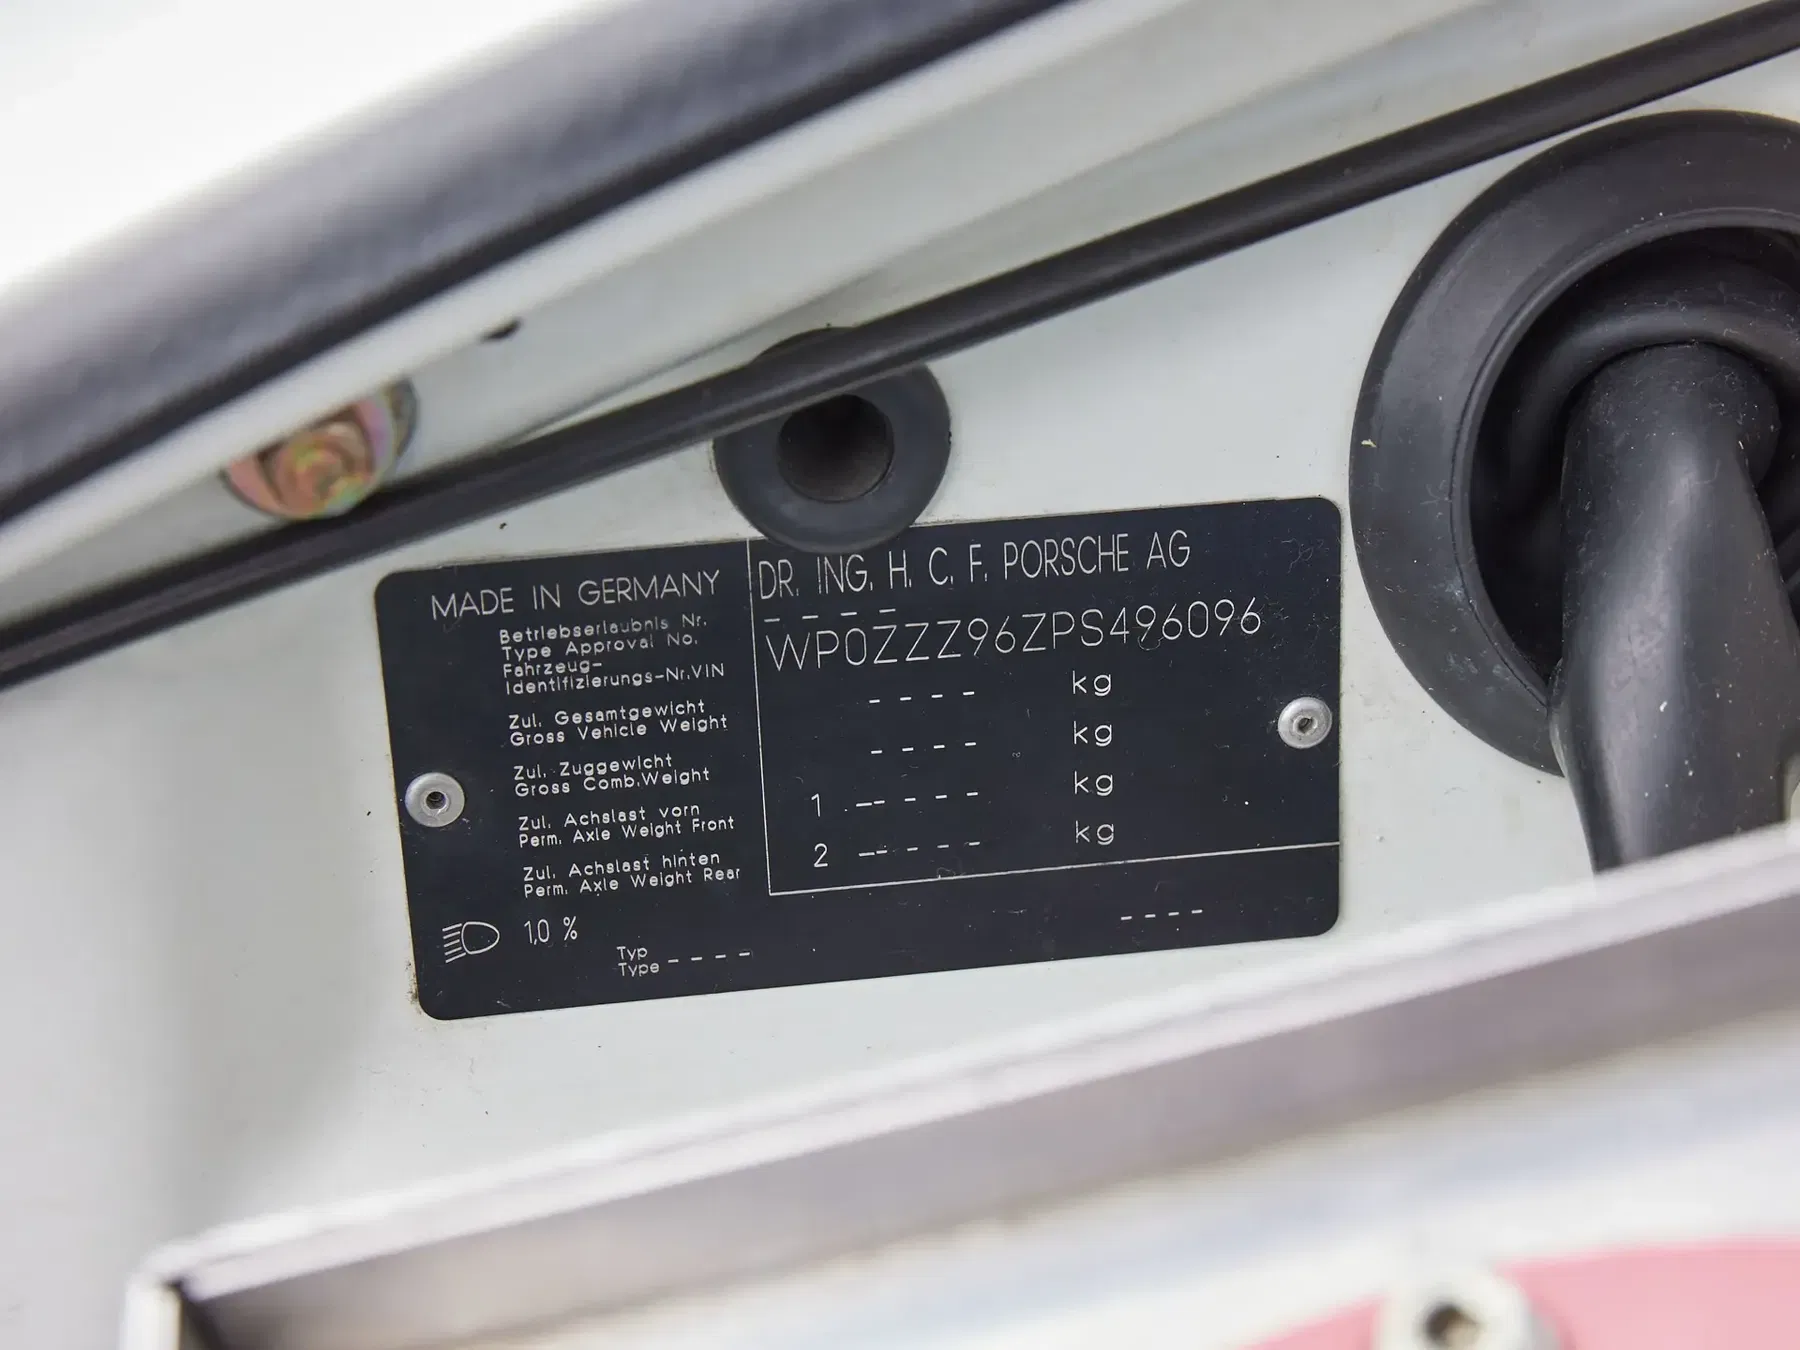 MADE IN GERMANY
DR. ING. H. C. F. PORSCHE AG
Betriebserlaubnis Nr.
Type Approval No.
- - - -
Fahrzeug-
Identifizierungs-Nr.VIN
WP0ZZZ96ZPS496096
Zul. Gesamtgewicht
Gross Vehicle Weight
- - - - kg
Zul. Zuggewicht
Gross Comb.Weight
- - - - kg
Zul. Achslast vorn
Perm. Axle Weight Front
1 -- - - - kg
Zul. Achslast hinten
Perm. Axle Weight Rear
2 -- - - - kg
1,0 %
Typ
Type - - - -
- - - -